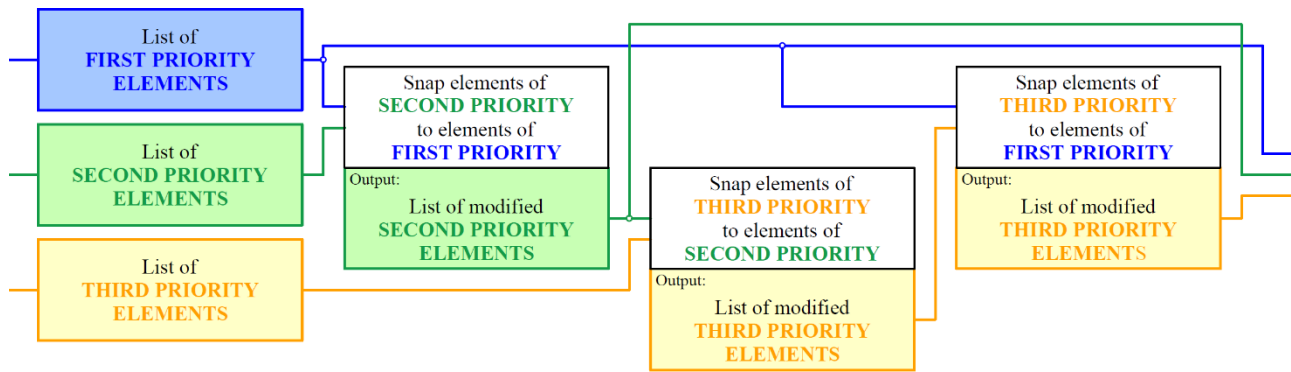 List of
FIRST PRIORITY
ELEMENTS
List of
SECOND PRIORITY
ELEMENTS
List of
THIRD PRIORITY
ELEMENTS
Snap elements of
SECOND PRIORITY
to elements of
FIRST PRIORITY
Output:
List of modified
SECOND PRIORITY
ELEMENTS
Snap elements of
THIRD PRIORITY
to elements of
SECOND PRIORITY
Output:
List of modified
THIRD PRIORITY
ELEMENTS
Snap elements of
THIRD PRIORITY
to elements of
FIRST PRIORITY
Output:
List of modified
THIRD PRIORITY
ELEMENTS